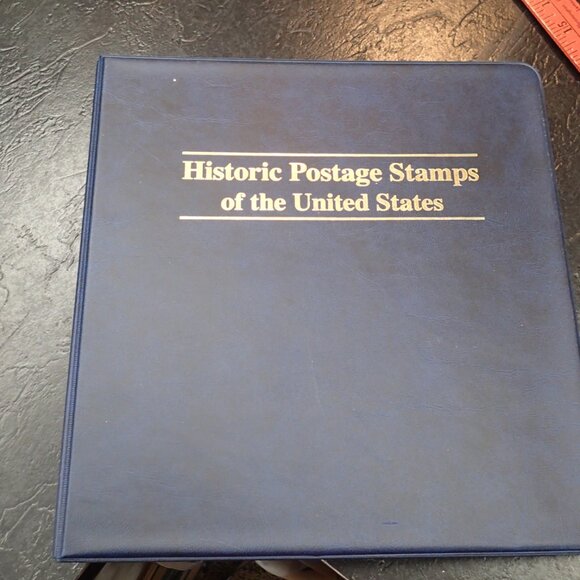 Historic Postage Stamps
of the United States